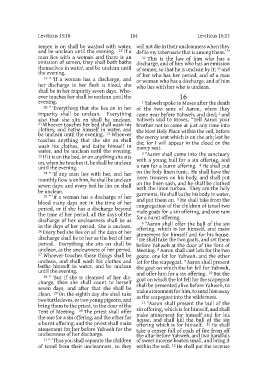 Leviticus 15:18 104 Leviticus 16:13
semen, is on shall be washed with water,
and be unclean until the evening. 18 If a
man lies with a woman and there is an
emission of semen, they shall both bathe
themselves in water, and be unclean until
the evening.
19 “‘If a woman has a discharge, and
her discharge in her flesh is blood, she
shall be in her impurity seven days. Who-
ever touches her shall be unclean until the
evening.
20 “‘Everything that she lies on in her
impurity shall be unclean. Everything
also that she sits on shall be unclean.
21 Whoever touches her bed shall wash his
clothes, and bathe himself in water, and
be unclean until the evening. 22 Whoever
touches anything that she sits on shall
wash his clothes, and bathe himself in
water, and be unclean until the evening.
23 If it is on the bed, or on anything she sits
on, when he touches it, he shall be unclean
until the evening.
24 “‘If any man lies with her, and her
monthly flow is on him, he shall be unclean
seven days; and every bed he lies on shall
be unclean.
25 “‘If a woman has a discharge of her
blood many days not in the time of her
period, or if she has a discharge beyond
the time of her period, all the days of the
discharge of her uncleanness shall be as
in the days of her period. She is unclean.
26 Every bed she lies on all the days of her
discharge shall be to her as the bed of her
period. Everything she sits on shall be
unclean, as the uncleanness of her period.
27 Whoever touches these things shall be
unclean, and shall wash his clothes and
bathe himself in water, and be unclean
until the evening.
28 “‘But if she is cleansed of her dis-
charge, then she shall count to herself
seven days, and after that she shall be
clean. 29 On the eighth day she shall take
two turtledoves, or two young pigeons, and
bring them to the priest, to the door of the
Tent of Meeting. 30 The priest shall offer
the one for a sin offering, and the other for
a burnt offering; and the priest shall make
atonement for her before Yahweh for the
uncleanness of her discharge.
31 “‘Thus you shall separate the children
of Israel from their uncleanness, so they
will not die in their uncleanness when they
defile my tabernacle that is among them.’”
32 This is the law of him who has a
discharge, and of him who has an emission
of semen, so that he is unclean by it; 33 and
of her who has her period, and of a man
or woman who has a discharge, and of him
who lies with her who is unclean.
16
1 Yahweh spoke to Moses after the death
of the two sons of Aaron, when they
came near before Yahweh, and died; 2 and
Yahweh said to Moses, “Tell Aaron your
brother not to come at just any time into
the Most Holy Place within the veil, before
the mercy seat which is on the ark; lest he
die; for I will appear in the cloud on the
mercy seat.
3 “Aaron shall come into the sanctuary
with a young bull for a sin offering, and
a ram for a burnt offering. 4 He shall put
on the holy linen tunic. He shall have the
linen trousers on his body, and shall put
on the linen sash, and he shall be clothed
with the linen turban. They are the holy
garments. He shall bathe his body in water,
and put them on. 5 He shall take from the
congregation of the children of Israel two
male goats for a sin offering, and one ram
for a burnt offering.
6 “Aaron shall offer the bull of the sin
offering, which is for himself, and make
atonement for himself and for his house.
7 He shall take the two goats, and set them
before Yahweh at the door of the Tent of
Meeting. 8 Aaron shall cast lots for the two
goats: one lot for Yahweh, and the other
lot for the scapegoat. 9 Aaron shall present
the goat on which the lot fell for Yahweh,
and offer him for a sin offering. 10 But the
goat on which the lot fell for the scapegoat
shall be presented alive before Yahweh, to
make atonement for him, to send him away
as the scapegoat into the wilderness.
11 “Aaron shall present the bull of the
sin offering, which is for himself, and shall
make atonement for himself and for his
house, and shall kill the bull of the sin
offering which is for himself. 12 He shall
take a censer full of coals of fire from off
the altar before Yahweh, and two handfuls
of sweet incense beaten small, and bring it
within the veil. 13 He shall put the incense